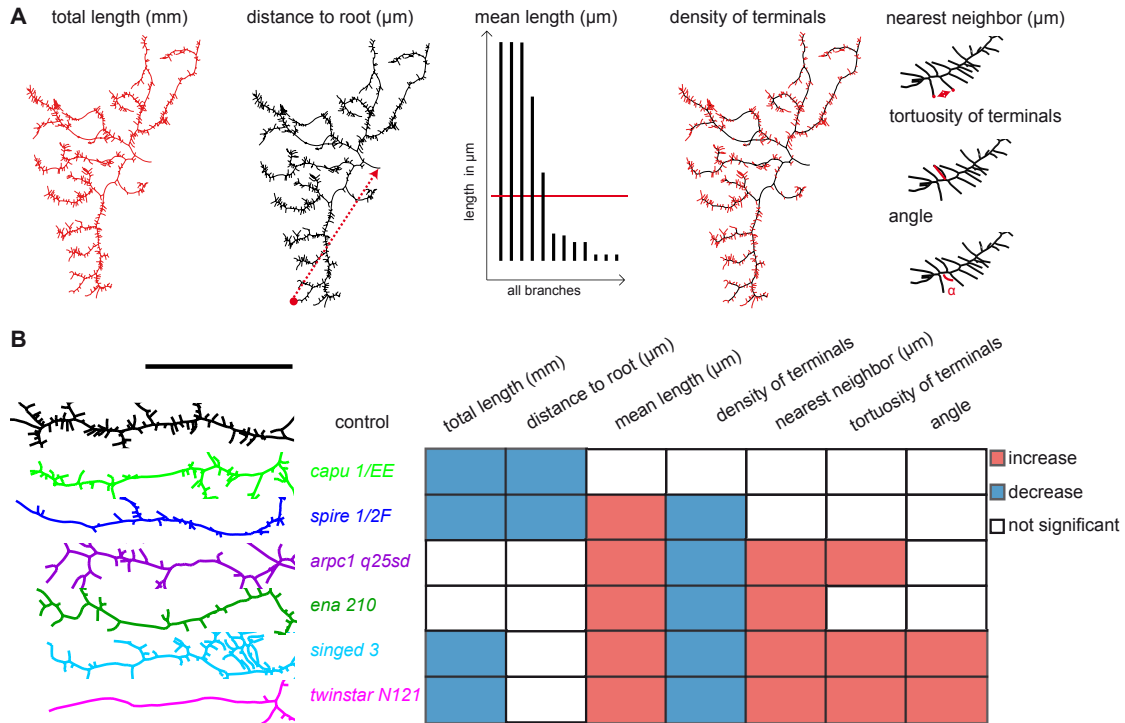 A
total length (mm)
distance to root (µm)
mean length (µm)
density of terminals
nearest neighbor (µm)
length in µm
all branches
tortuosity of terminals
angle
α
B
total length (mm)
distance to root (µm)
mean length (µm)
density of terminals
nearest neighbor (µm)
tortuosity of terminals
angle
control
capu 1/EE
spire 1/2F
arpc1 q25sd
ena 210
singed 3
twinstar N121
increase
decrease
not significant